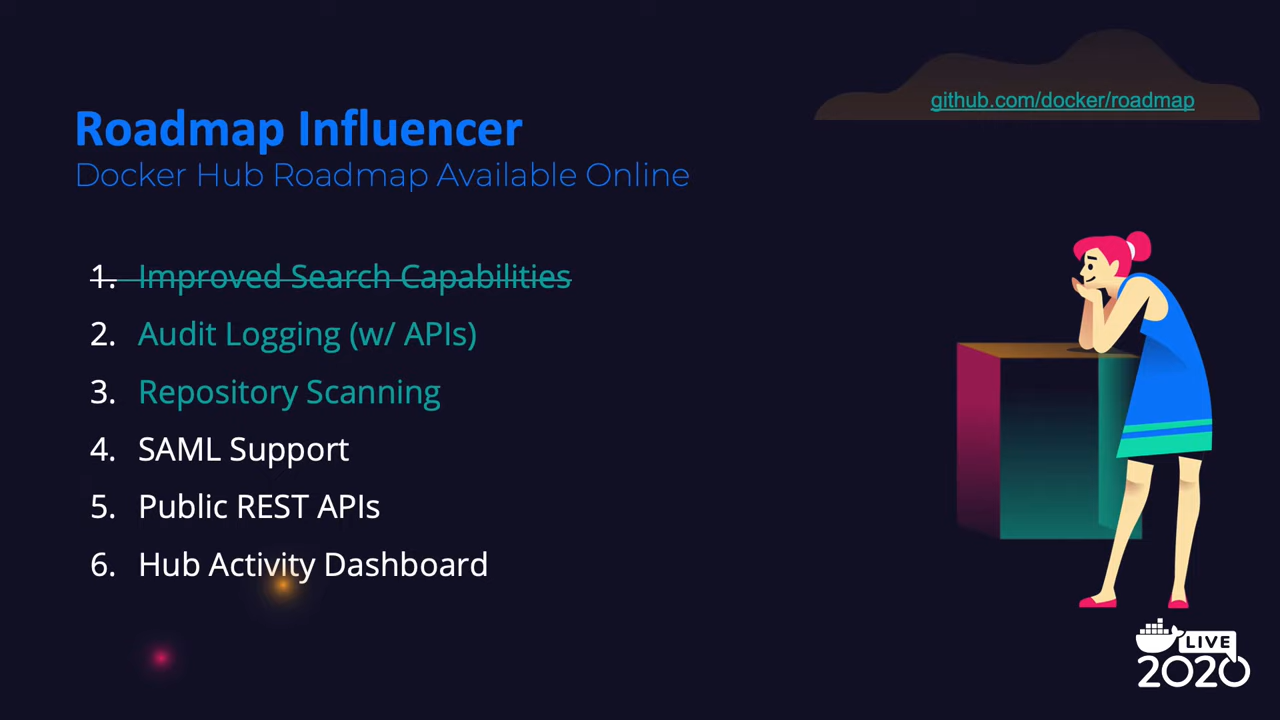 github.com/docker/roadmap
Roadmap Influencer
Docker Hub Roadmap Available Online
1. Improved Search Capabilities
2. Audit Logging (w/ APIs)
3. Repository Scanning
4. SAML Support
5. Public REST APIs
6. Hub Activity Dashboard
LIVE
2020